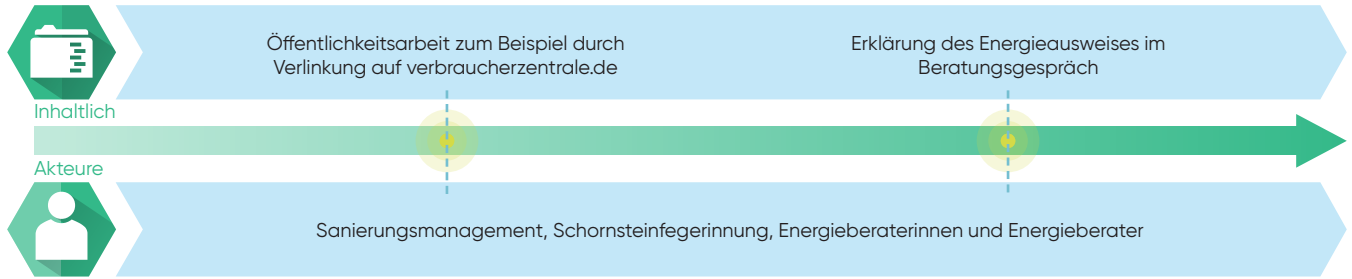 Öffentlichkeitsarbeit zum Beispiel durch
Verlinkung auf verbraucherzentrale.de
Erklärung des Energieausweises im
Beratungsgespräch
Inhaltlich
Akteure
Sanierungsmanagement, Schornsteinfegerinnung, Energieberaterinnen und Energieberater